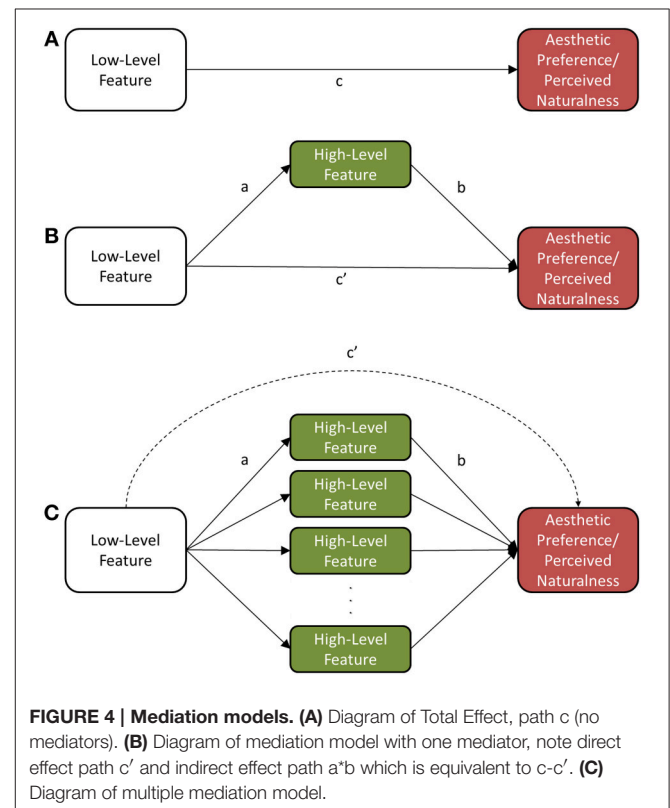 A
Low-Level
Feature
c
Aesthetic
Preference/
Perceived
Naturalness
B
High-Level
Feature
a
b
Low-Level
Feature
c’
Aesthetic
Preference/
Perceived
Naturalness
C
c’
High-Level
Feature
a
b
High-Level
Feature
Low-Level
Feature
High-Level
Feature
Aesthetic
Preference/
Perceived
Naturalness
High-Level
Feature
FIGURE 4 | Mediation models. (A) Diagram of Total Effect, path c (no
mediators). (B) Diagram of mediation model with one mediator, note direct
effect path c′ and indirect effect path a*b which is equivalent to c-c′. (C)
Diagram of multiple mediation model.